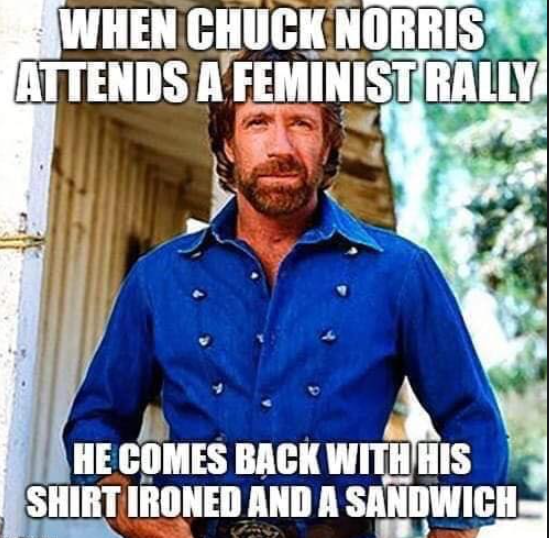 WHEN CHUCK NORRIS
ATTENDS A FEMINIST RALLY
HE COMES BACK WITH HIS
SHIRT IRONED AND A SANDWICH